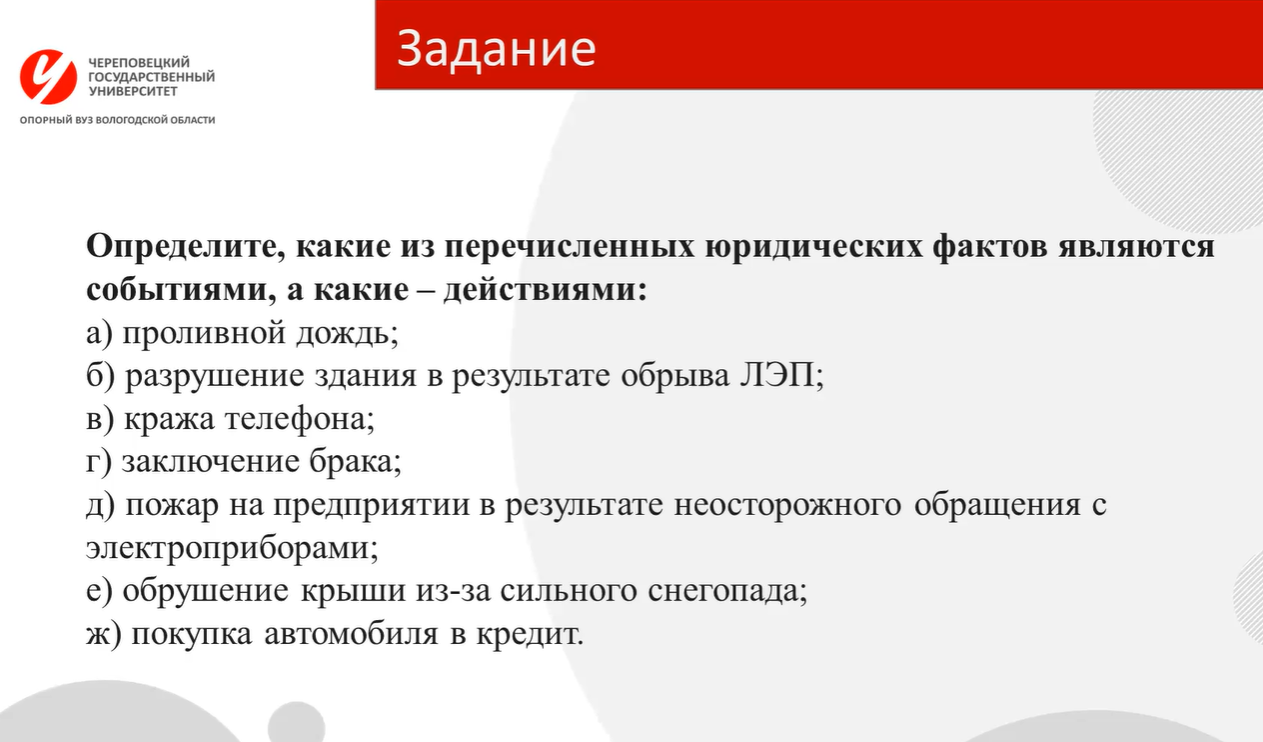 Задание
ЧЕРЕПОВЕЦКИЙ
ГОСУДАРСТВЕННЫЙ
УНИВЕРСИТЕТ
ОПОРНЫЙ ВУЗ ВОЛОГОДСКОЙ ОБЛАСТИ
Определите, какие из перечисленных юридических фактов являются
событиями, а какие – действиями:
а) проливной дождь;
б) разрушение здания в результате обрыва ЛЭП;
в) кража телефона;
г) заключение брака;
д) пожар на предприятии в результате неосторожного обращения с
электроприборами;
е) обрушение крыши из-за сильного снегопада;
ж) покупка автомобиля в кредит.